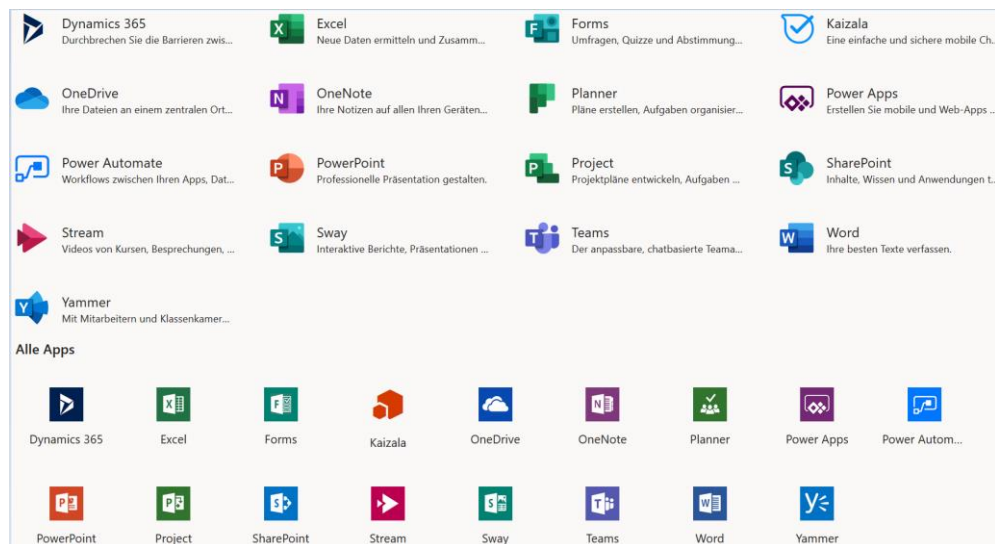 Dynamics 365
Durchbrechen Sie die Barrieren zwis...
Excel
Neue Daten ermitteln und Zusamm...
Forms
Umfragen, Quizze und Abstimmung...
Kaizala
Eine einfache und sichere mobile Ch...
OneDrive
Ihre Dateien an einem zentralen Ort...
OneNote
Ihre Notizen auf allen Ihren Geräten...
Planner
Pläne erstellen, Aufgaben organisier...
Power Apps
Erstellen Sie mobile und Web-Apps ...
Power Automate
Workflows zwischen Ihren Apps, Dat...
PowerPoint
Professionelle Präsentation gestalten.
Project
Projektpläne entwickeln, Aufgaben ...
SharePoint
Inhalte, Wissen und Anwendungen t...
Stream
Videos von Kursen, Besprechungen, ...
Sway
Interaktive Berichte, Präsentationen ...
Teams
Der anpassbare, chatbasierte Teama...
Word
Ihre besten Texte verfassen.
Yammer
Mit Mitarbeitern und Klassenkamer...
Alle Apps
Dynamics 365
Excel
Forms
Kaizala
OneDrive
OneNote
Planner
Power Apps
Power Autom...
PowerPoint
Project
SharePoint
Stream
Sway
Teams
Word
Yammer